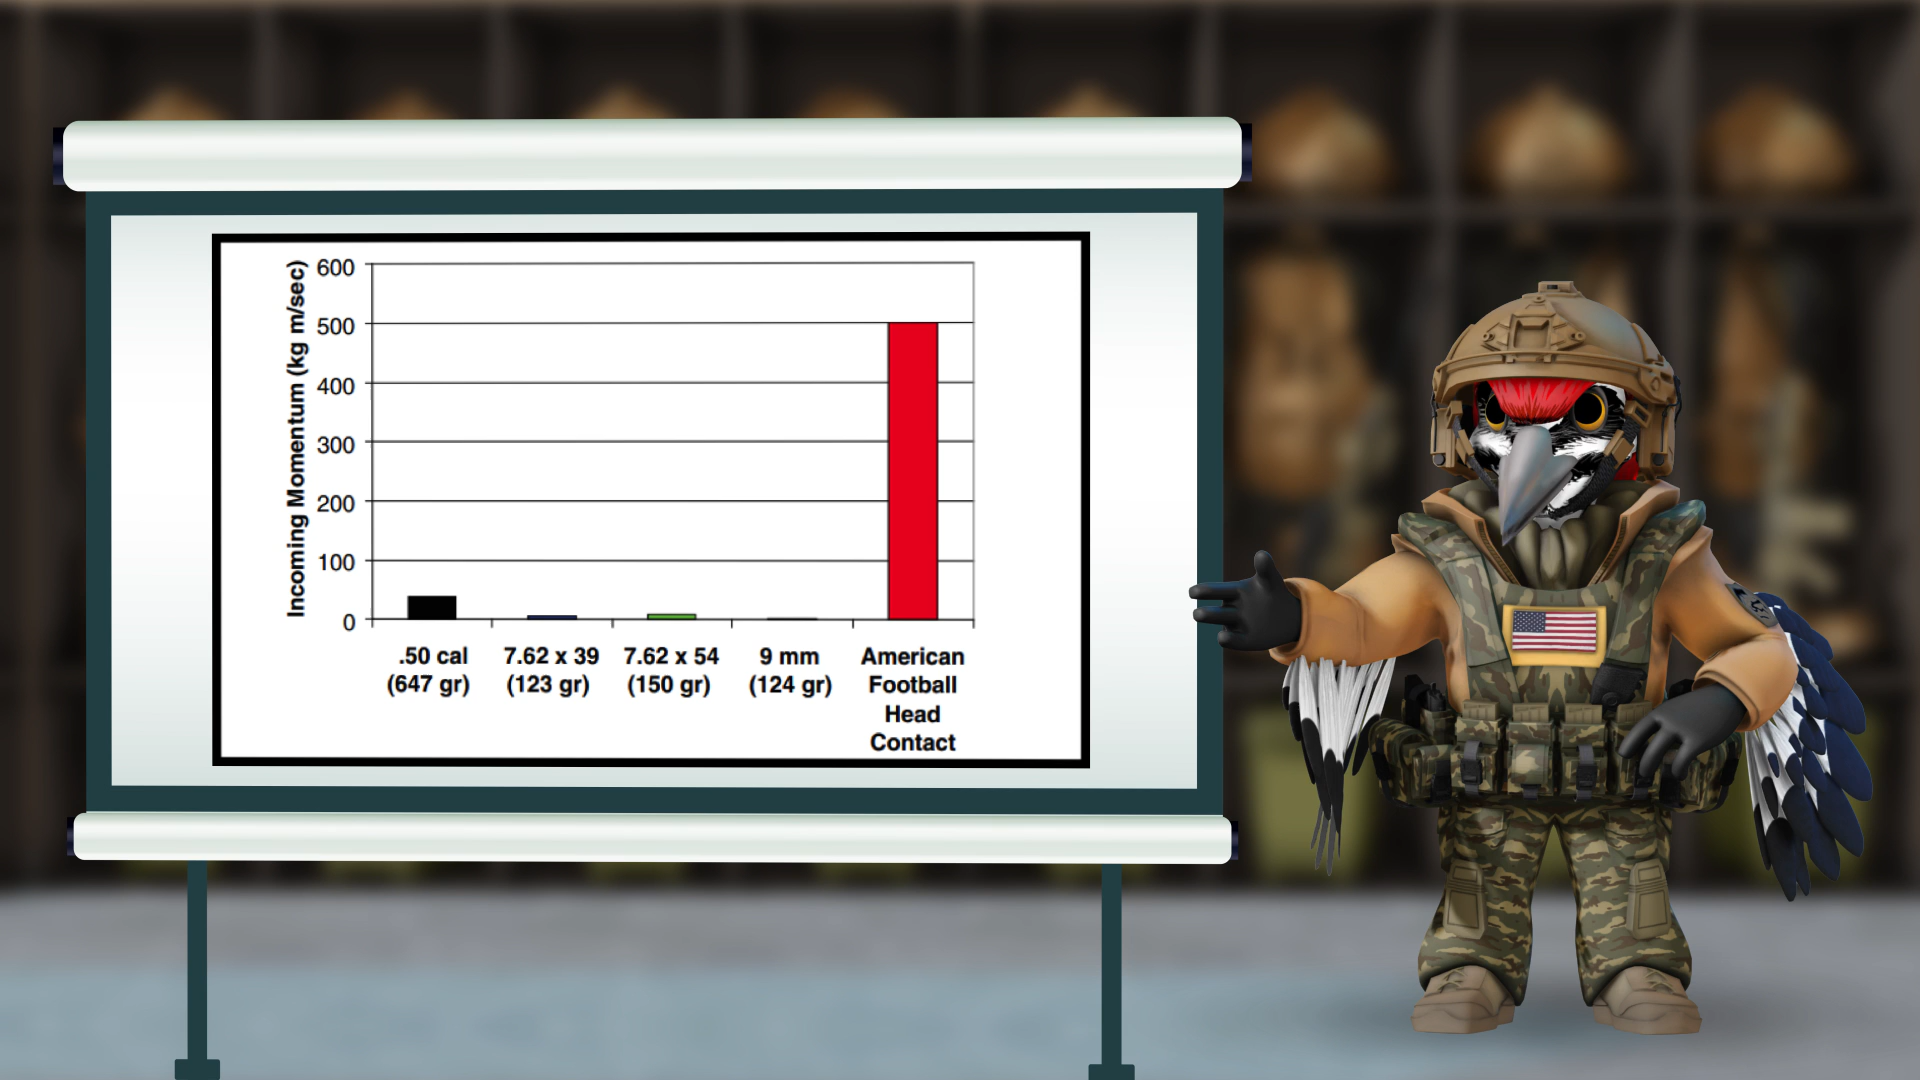 Incoming Momentum (kg m/sec)
600
500
400
300
200
100
0
.50 cal
(647 gr)
7.62 x 39
(123 gr)
7.62 x 54
(150 gr)
9 mm
(124 gr)
American
Football
Head
Contact